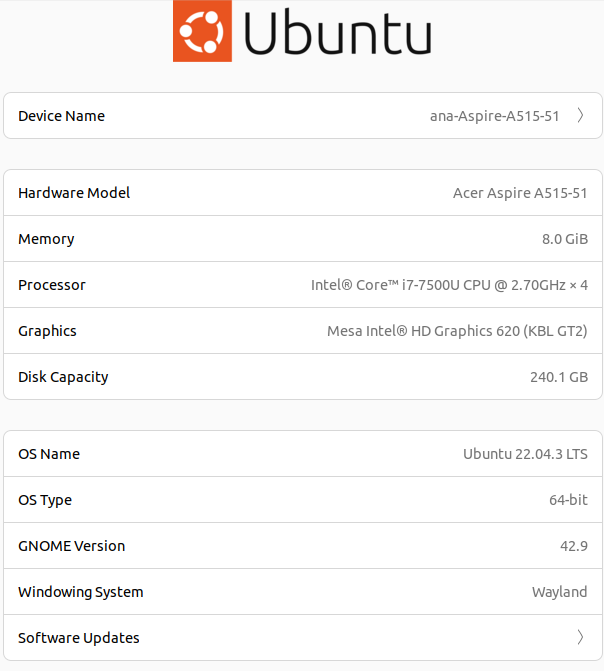 Ubuntu
Device Name ana-Aspire-A515-51
Hardware Model Acer Aspire A515-51
Memory 8.0 GiB
Processor Intel® Core™ i7-7500U CPU @ 2.70GHz × 4
Graphics Mesa Intel® HD Graphics 620 (KBL GT2)
Disk Capacity 240.1 GB
OS Name Ubuntu 22.04.3 LTS
OS Type 64-bit
GNOME Version 42.9
Windowing System Wayland
Software Updates